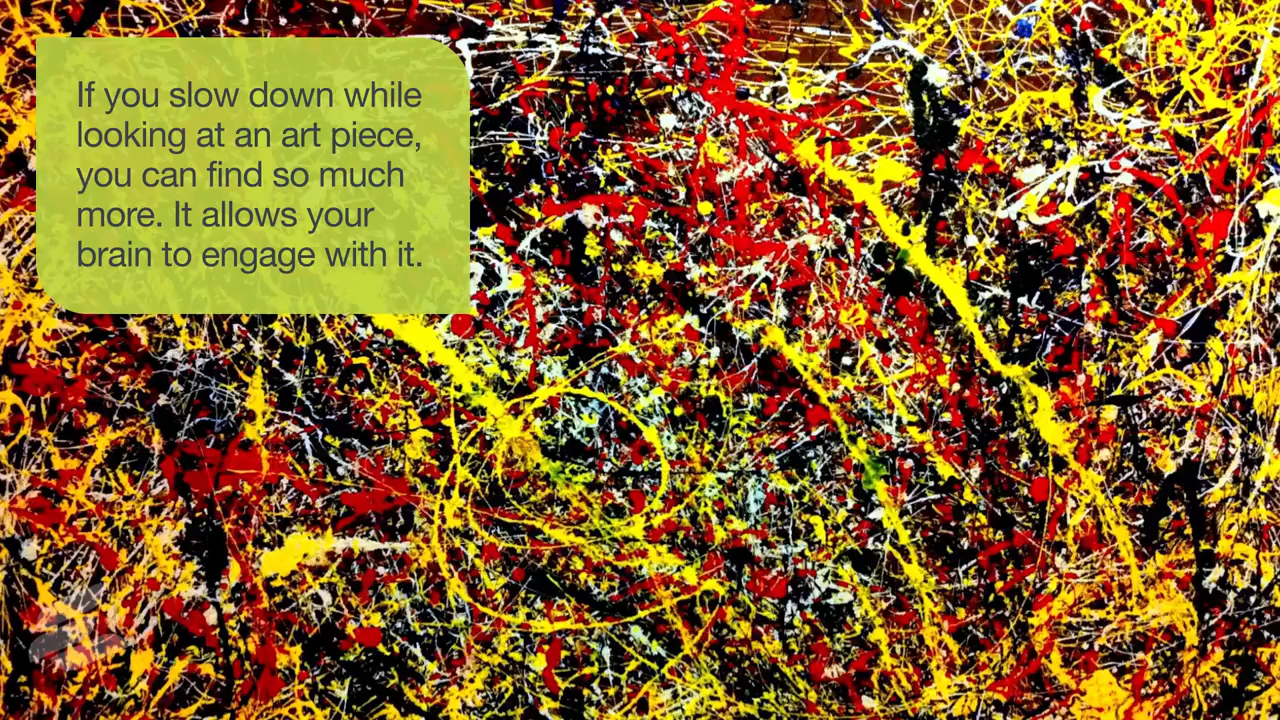 If you slow down while
looking at an art piece,
you can find so much
more. It allows your
brain to engage with it.